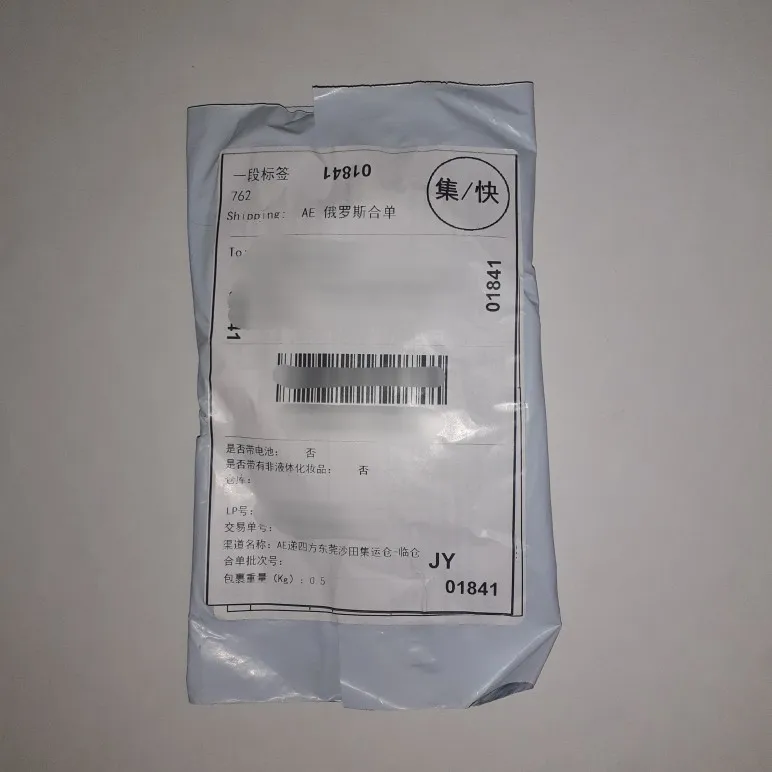 一段标签
01841
集/快
762
Shipping: AE 俄罗斯合单
To:
01841
41
是否带电池: 否
是否带有非液体化妆品: 否
仓库:
LP号:
交易单号:
渠道名称: AE递四方东莞沙田集运仓-临仓
合单批次号:
包裹重量 (Kg) : 0 5
JY
01841